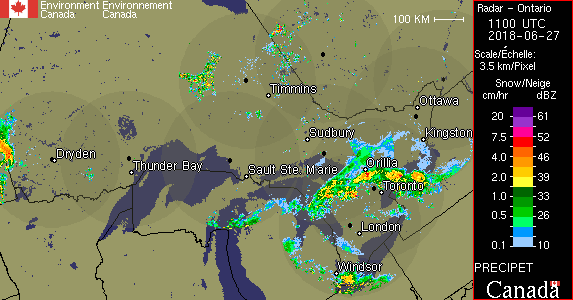 Environment Environnement
Canada Canada
100 KM
Timmins
Ottawa
Sudbury
Kingston
Dryden
Thunder Bay
Sault Ste. Marie
Orillia
Toronto
London
Windsor
Radar - Ontario
1100 UTC
2018-06-27
Scale/Échelle:
3.5 km/Pixel
Snow/Neige
cm/hr dBZ
20 61
7.5 52
4.0 46
2.0 39
1.0 33
0.5 26
0.1 10
PRECIPET
Canada